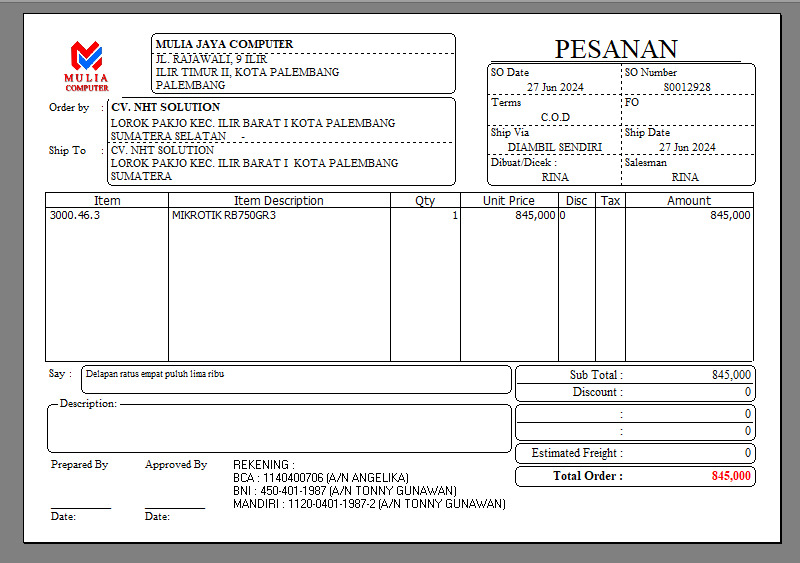 MULIA
COMPUTER
MULIA JAYA COMPUTER
JL. RAJAWALI, 9 ILIR
ILIR TIMUR II, KOTA PALEMBANG
PALEMBANG
Order by : CV. NHT SOLUTION
LOROK PAKJO KEC. ILIR BARAT I KOTA PALEMBANG
SUMATERA SELATAN -
Ship To : CV. NHT SOLUTION
LOROK PAKJO KEC. ILIR BARAT I KOTA PALEMBANG
SUMATERA
PESANAN
SO Date SO Number
27 Jun 2024 80012928
Terms FO
C.O.D
Ship Via Ship Date
DIAMBIL SENDIRI 27 Jun 2024
Dibuat/Dicek : Salesman
RINA RINA
Item Item Description Qty Unit Price Disc Tax Amount
3000.46.3 MIKROTIK RB750GR3 1 845,000 0 845,000
Say : Delapan ratus empat puluh lima ribu
Sub Total : 845,000
Discount : 0
: 0
: 0
Estimated Freight : 0
Total Order : 845,000
Description:
Prepared By Approved By
Date: Date:
REKENING :
BCA : 1140400706 (A/N ANGELIKA)
BNI : 450-401-1987 (A/N TONNY GUNAWAN)
MANDIRI : 1120-0401-1987-2 (A/N TONNY GUNAWAN)